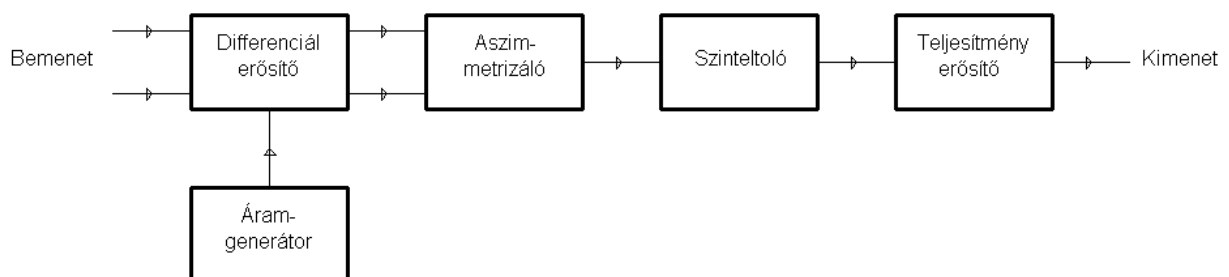 Bemenet
Differenciál
erősítő
Aszim-
metrizáló
Szinteltoló
Teljesítmény
erősítő
Kimenet
Áram-
generátor